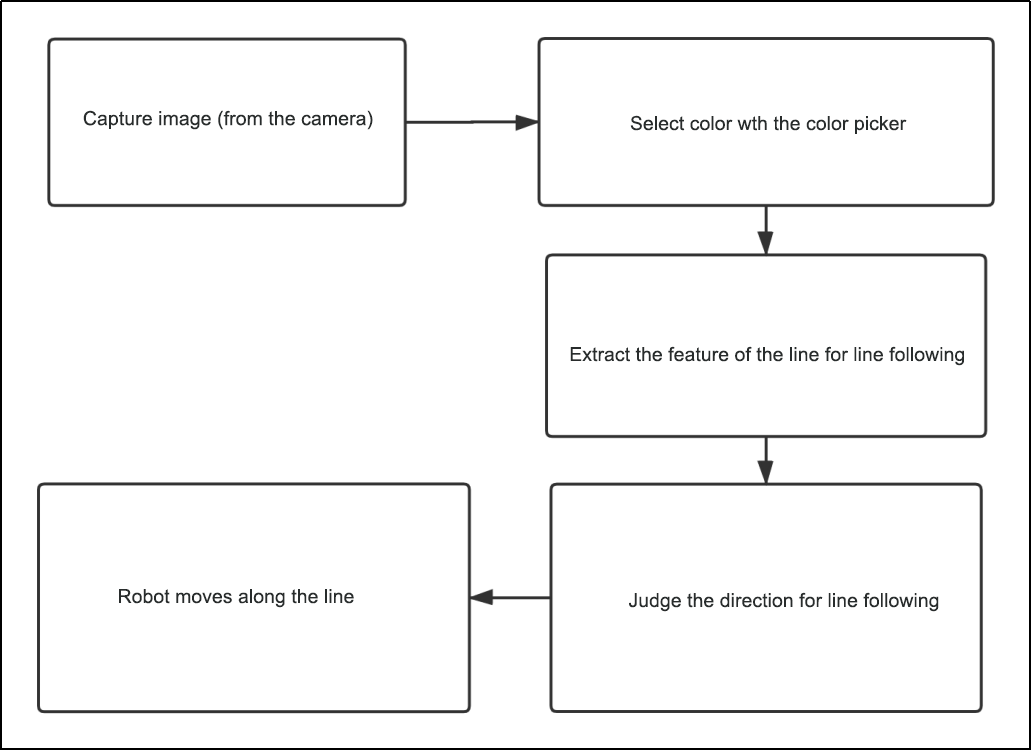 Capture image (from the camera)
Select color wth the color picker
Extract the feature of the line for line following
Judge the direction for line following
Robot moves along the line